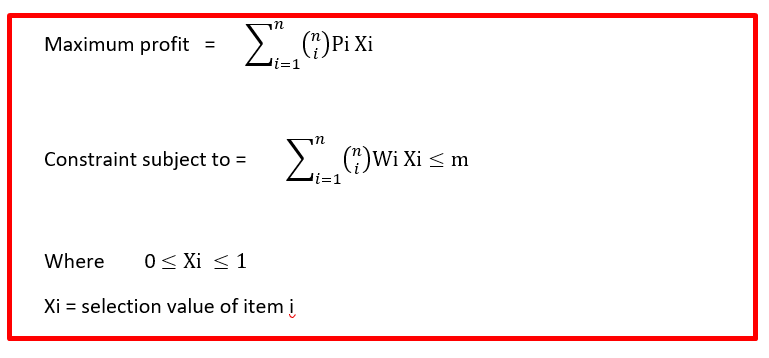 Maximum profit = ∑_{i=1}^{n} (n i) Pi Xi
Constraint subject to = ∑_{i=1}^{n} (n i) Wi Xi ≤ m
Where 0 ≤ Xi ≤ 1
Xi = selection value of item i